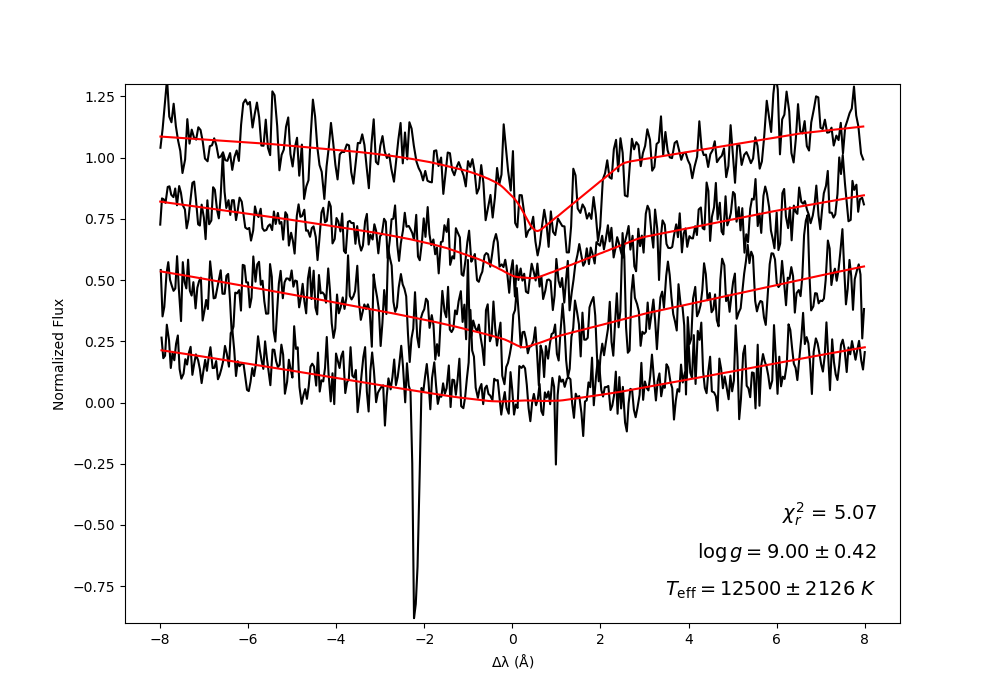 1.25
1.00
0.75
0.50
0.25
0.00
−0.25
−0.50
−0.75
Normalized Flux
χ²ᵣ = 5.07
log g = 9.00 ± 0.42
T_eff = 12500 ± 2126 K
−8 −6 −4 −2 0 2 4 6 8
Δλ (Å)